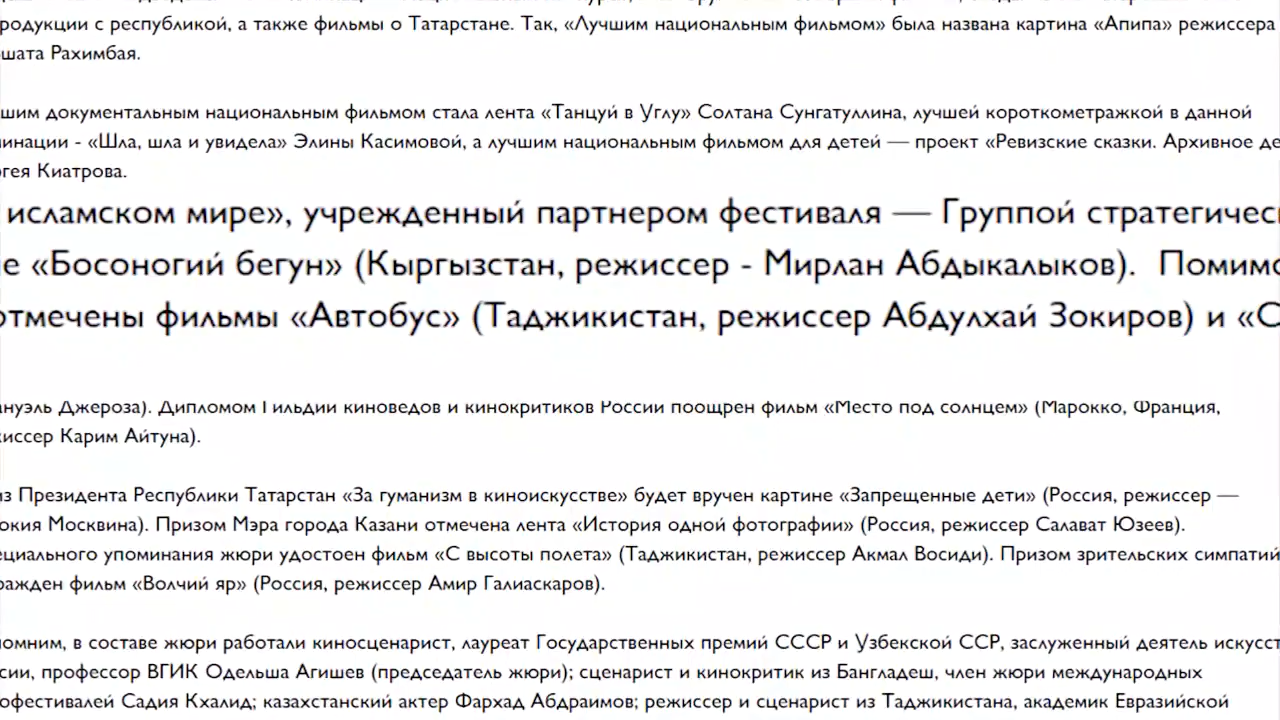 продукции с республикой, а также фильмы о Татарстане. Так, «Лучшим национальным фильмом» была названа картина «Апипа» режиссера
шата Рахимбая.
шим документальным национальным фильмом стала лента «Танцуй в Углу» Солтана Сунгатуллина, лучшей короткометражкой в данной
минации - «Шла, шла и увидела» Элины Касимовой, а лучшим национальным фильмом для детей — проект «Ревизские сказки. Архивное де
ргея Киатрова.
исламском мире», учрежденный партнером фестиваля — Группой стратегичес
е «Босоногий бегун» (Кыргызстан, режиссер - Мирлан Абдыкалыков). Помимо
отмечены фильмы «Автобус» (Таджикистан, режиссер Абдулхай Зокиров) и «С
ануэль Джероза). Дипломом Гильдии киноведов и кинокритиков России поощрен фильм «Место под солнцем» (Марокко, Франция,
жиссер Карим Айтуна).
из Президента Республики Татарстан «За гуманизм в киноискусстве» будет вручен картине «Запрещенные дети» (Россия, режиссер —
окия Москвина). Призом Мэра города Казани отмечена лента «История одной фотографии» (Россия, режиссер Салават Юзеев).
ециального упоминания жюри удостоен фильм «С высоты полета» (Таджикистан, режиссер Акмал Восиди). Призом зрительских симпатий
ражден фильм «Волчий яр» (Россия, режиссер Амир Галиаскаров).
омним, в составе жюри работали киносценарист, лауреат Государственных премий СССР и Узбекской ССР, заслуженный деятель искусст
сии, профессор ВГИК Одельша Агишев (председатель жюри); сценарист и кинокритик из Бангладеш, член жюри международных
офестивалей Садия Кхалид; казахстанский актер Фархад Абдраимов; режиссер и сценарист из Таджикистана, академик Евразийской